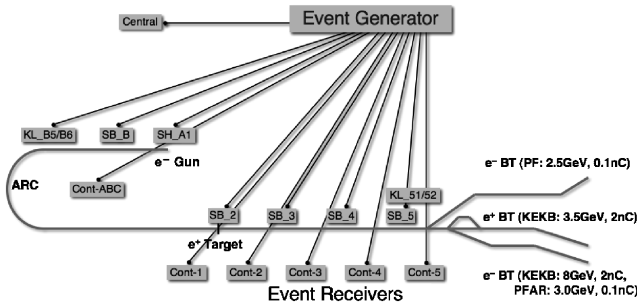 Event Generator
Central
KL_B5/B6
SB_B
SH_A1
e− Gun
ARC
Cont-ABC
e− BT (PF: 2.5GeV, 0.1nC)
KL_51/52
SB_2
SB_3
SB_4
SB_5
e+ BT (KEKB: 3.5GeV, 2nC)
e+ Target
Cont-1
Cont-2
Cont-3
Cont-4
Cont-5
e− BT (KEKB: 8GeV, 2nC,
PFAR: 3.0GeV, 0.1nC)
Event Receivers